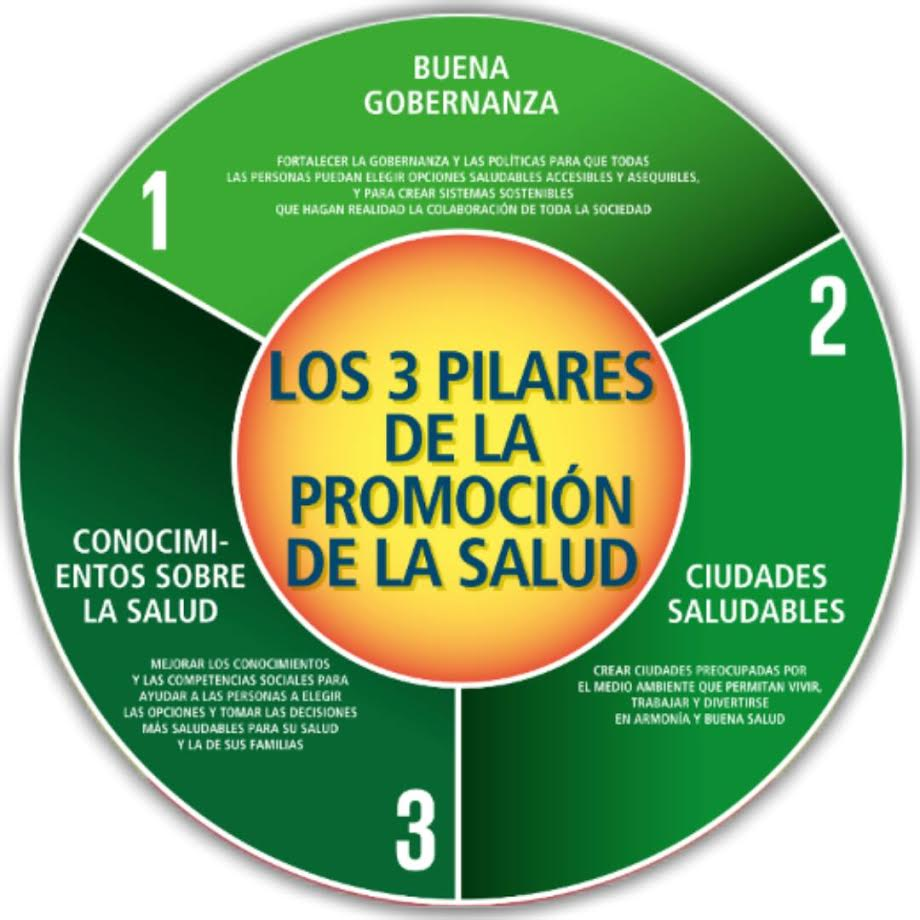 BUENA
GOBERNANZA
FORTALECER LA GOBERNANZA Y LAS POLÍTICAS PARA QUE TODAS
LAS PERSONAS PUEDAN ELEGIR OPCIONES SALUDABLES ACCESIBLES Y ASEQUIBLES,
Y PARA CREAR SISTEMAS SOSTENIBLES
QUE HAGAN REALIDAD LA COLABORACIÓN DE TODA LA SOCIEDAD
1
2
LOS 3 PILARES
DE LA
PROMOCIÓN
DE LA SALUD
CIUDADES
SALUDABLES
CREAR CIUDADES PREOCUPADAS POR
EL MEDIO AMBIENTE QUE PERMITAN VIVIR,
TRABAJAR Y DIVERTIRSE
EN ARMONÍA Y BUENA SALUD
CONOCIMI-
ENTOS SOBRE
LA SALUD
MEJORAR LOS CONOCIMIENTOS
Y LAS COMPETENCIAS SOCIALES PARA
AYUDAR A LAS PERSONAS A ELEGIR
LAS OPCIONES Y TOMAR LAS DECISIONES
MÁS SALUDABLES PARA SU SALUD
Y LA DE SUS FAMILIAS
3